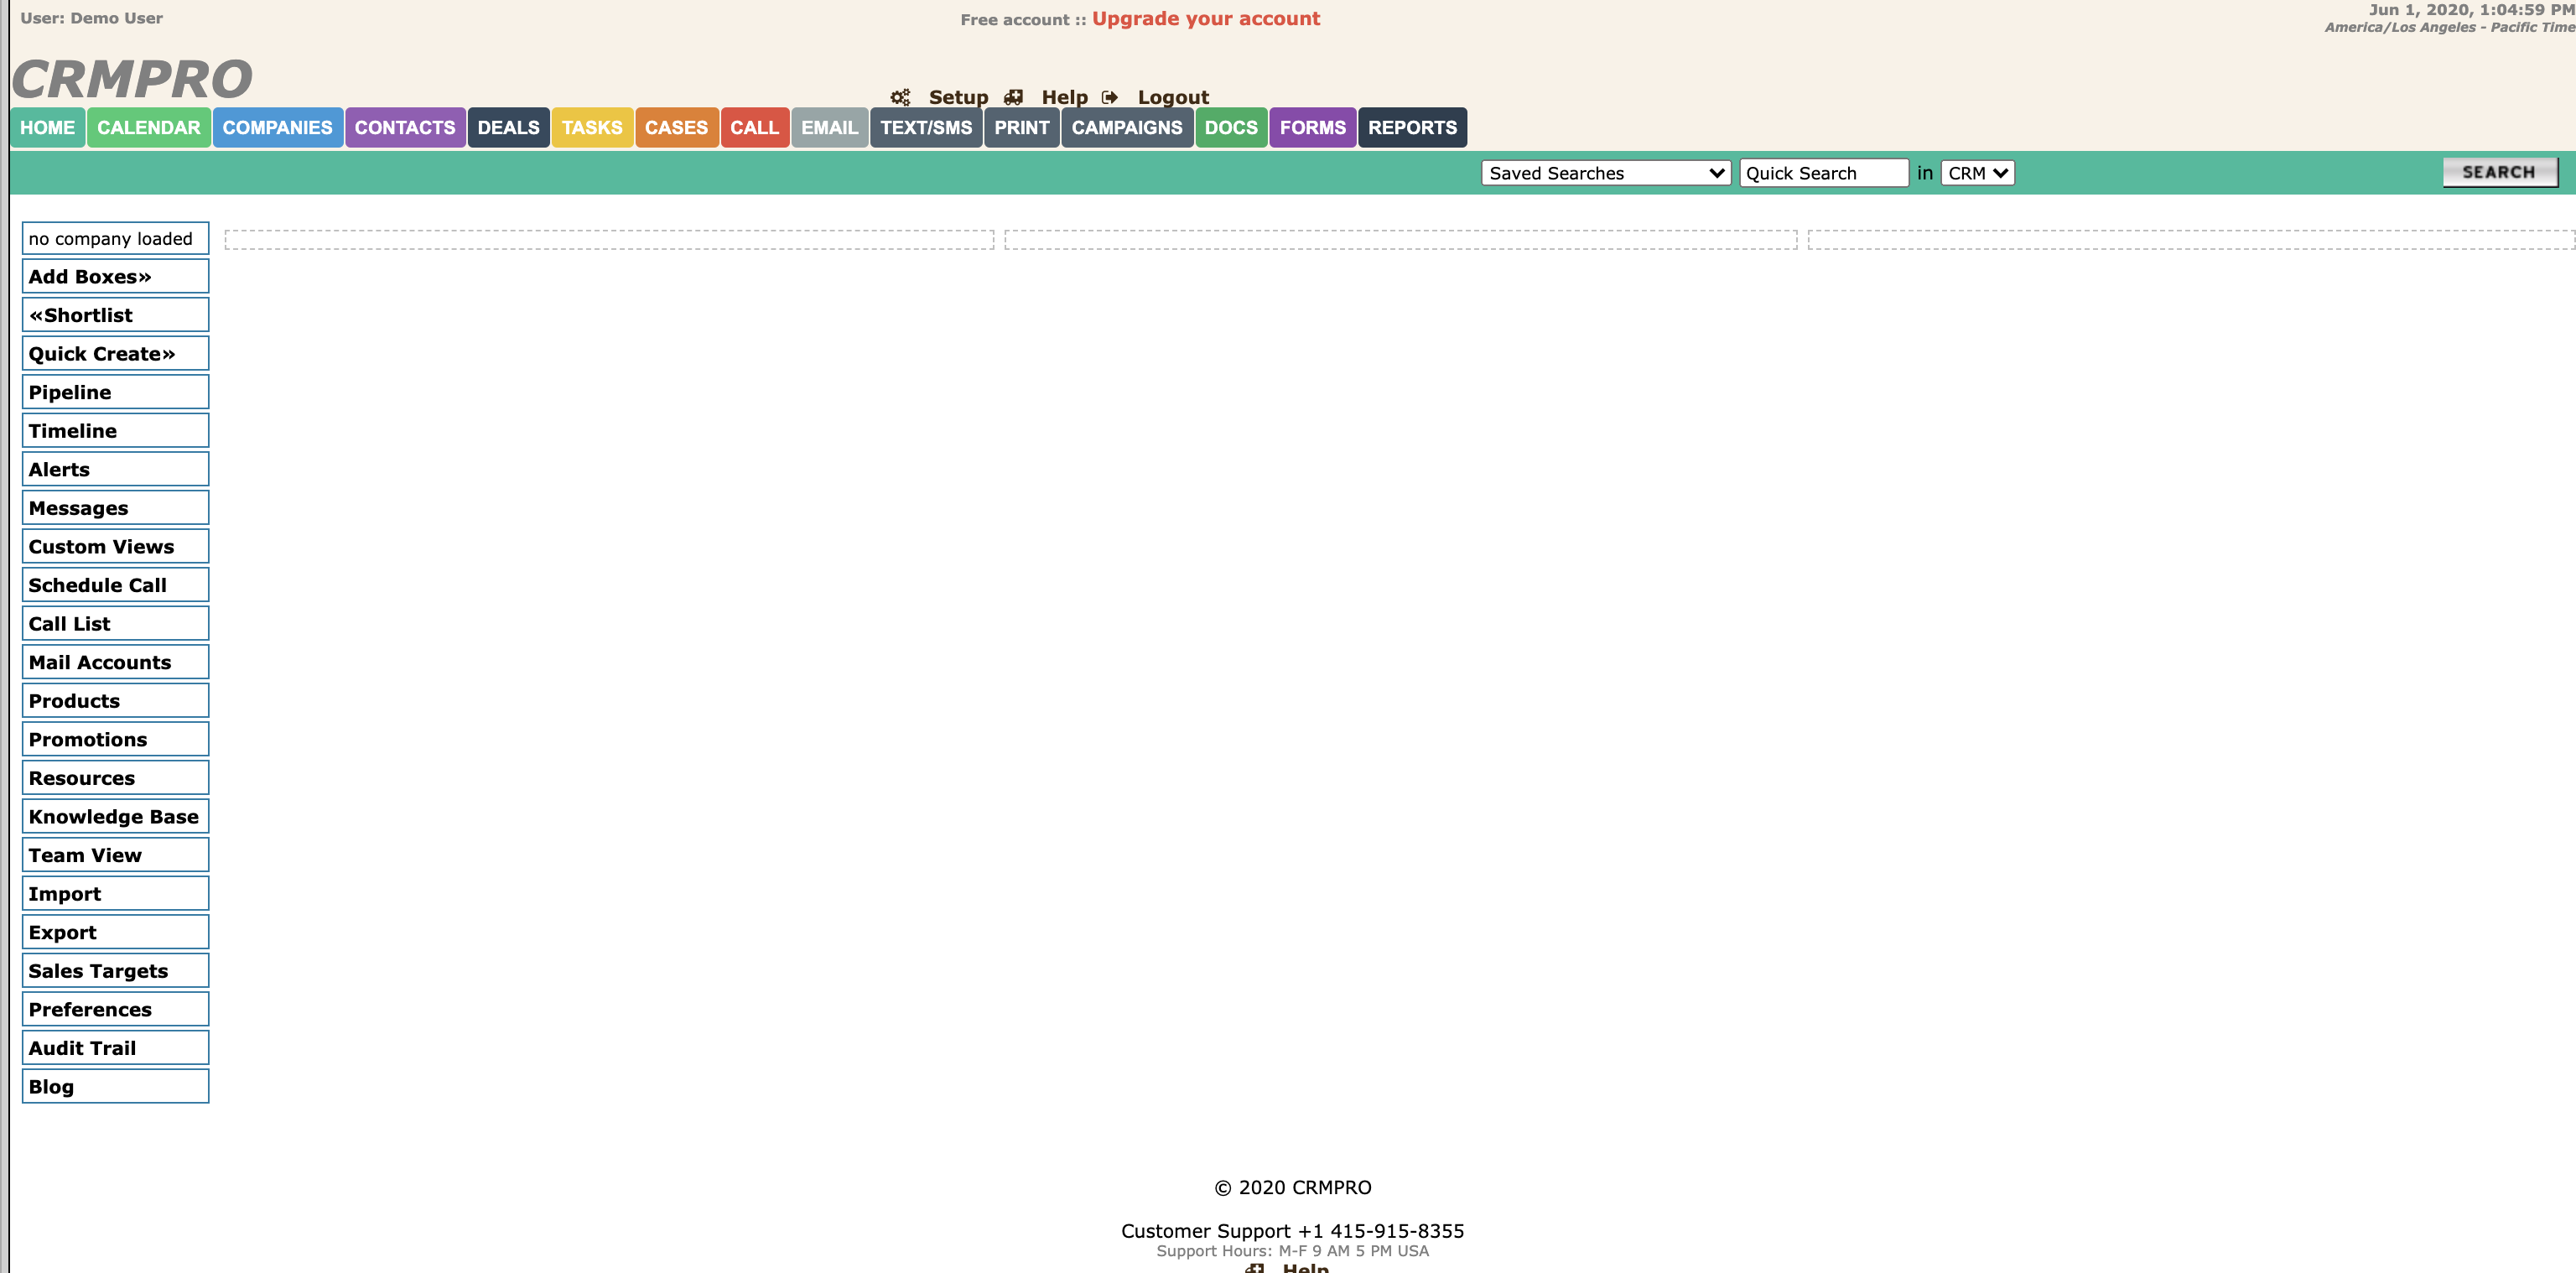 User: Demo User
Free account :: Upgrade your account
Jun 1, 2020, 1:04:59 PM
America/Los Angeles - Pacific Time
CRMPRO
Setup Help Logout
HOME CALENDAR COMPANIES CONTACTS DEALS TASKS CASES CALL EMAIL TEXT/SMS PRINT CAMPAIGNS DOCS FORMS REPORTS
Saved Searches Quick Search in CRM SEARCH
no company loaded
Add Boxes»
«Shortlist
Quick Create»
Pipeline
Timeline
Alerts
Messages
Custom Views
Schedule Call
Call List
Mail Accounts
Products
Promotions
Resources
Knowledge Base
Team View
Import
Export
Sales Targets
Preferences
Audit Trail
Blog
© 2020 CRMPRO
Customer Support +1 415-915-8355
Support Hours: M-F 9 AM 5 PM USA
Help